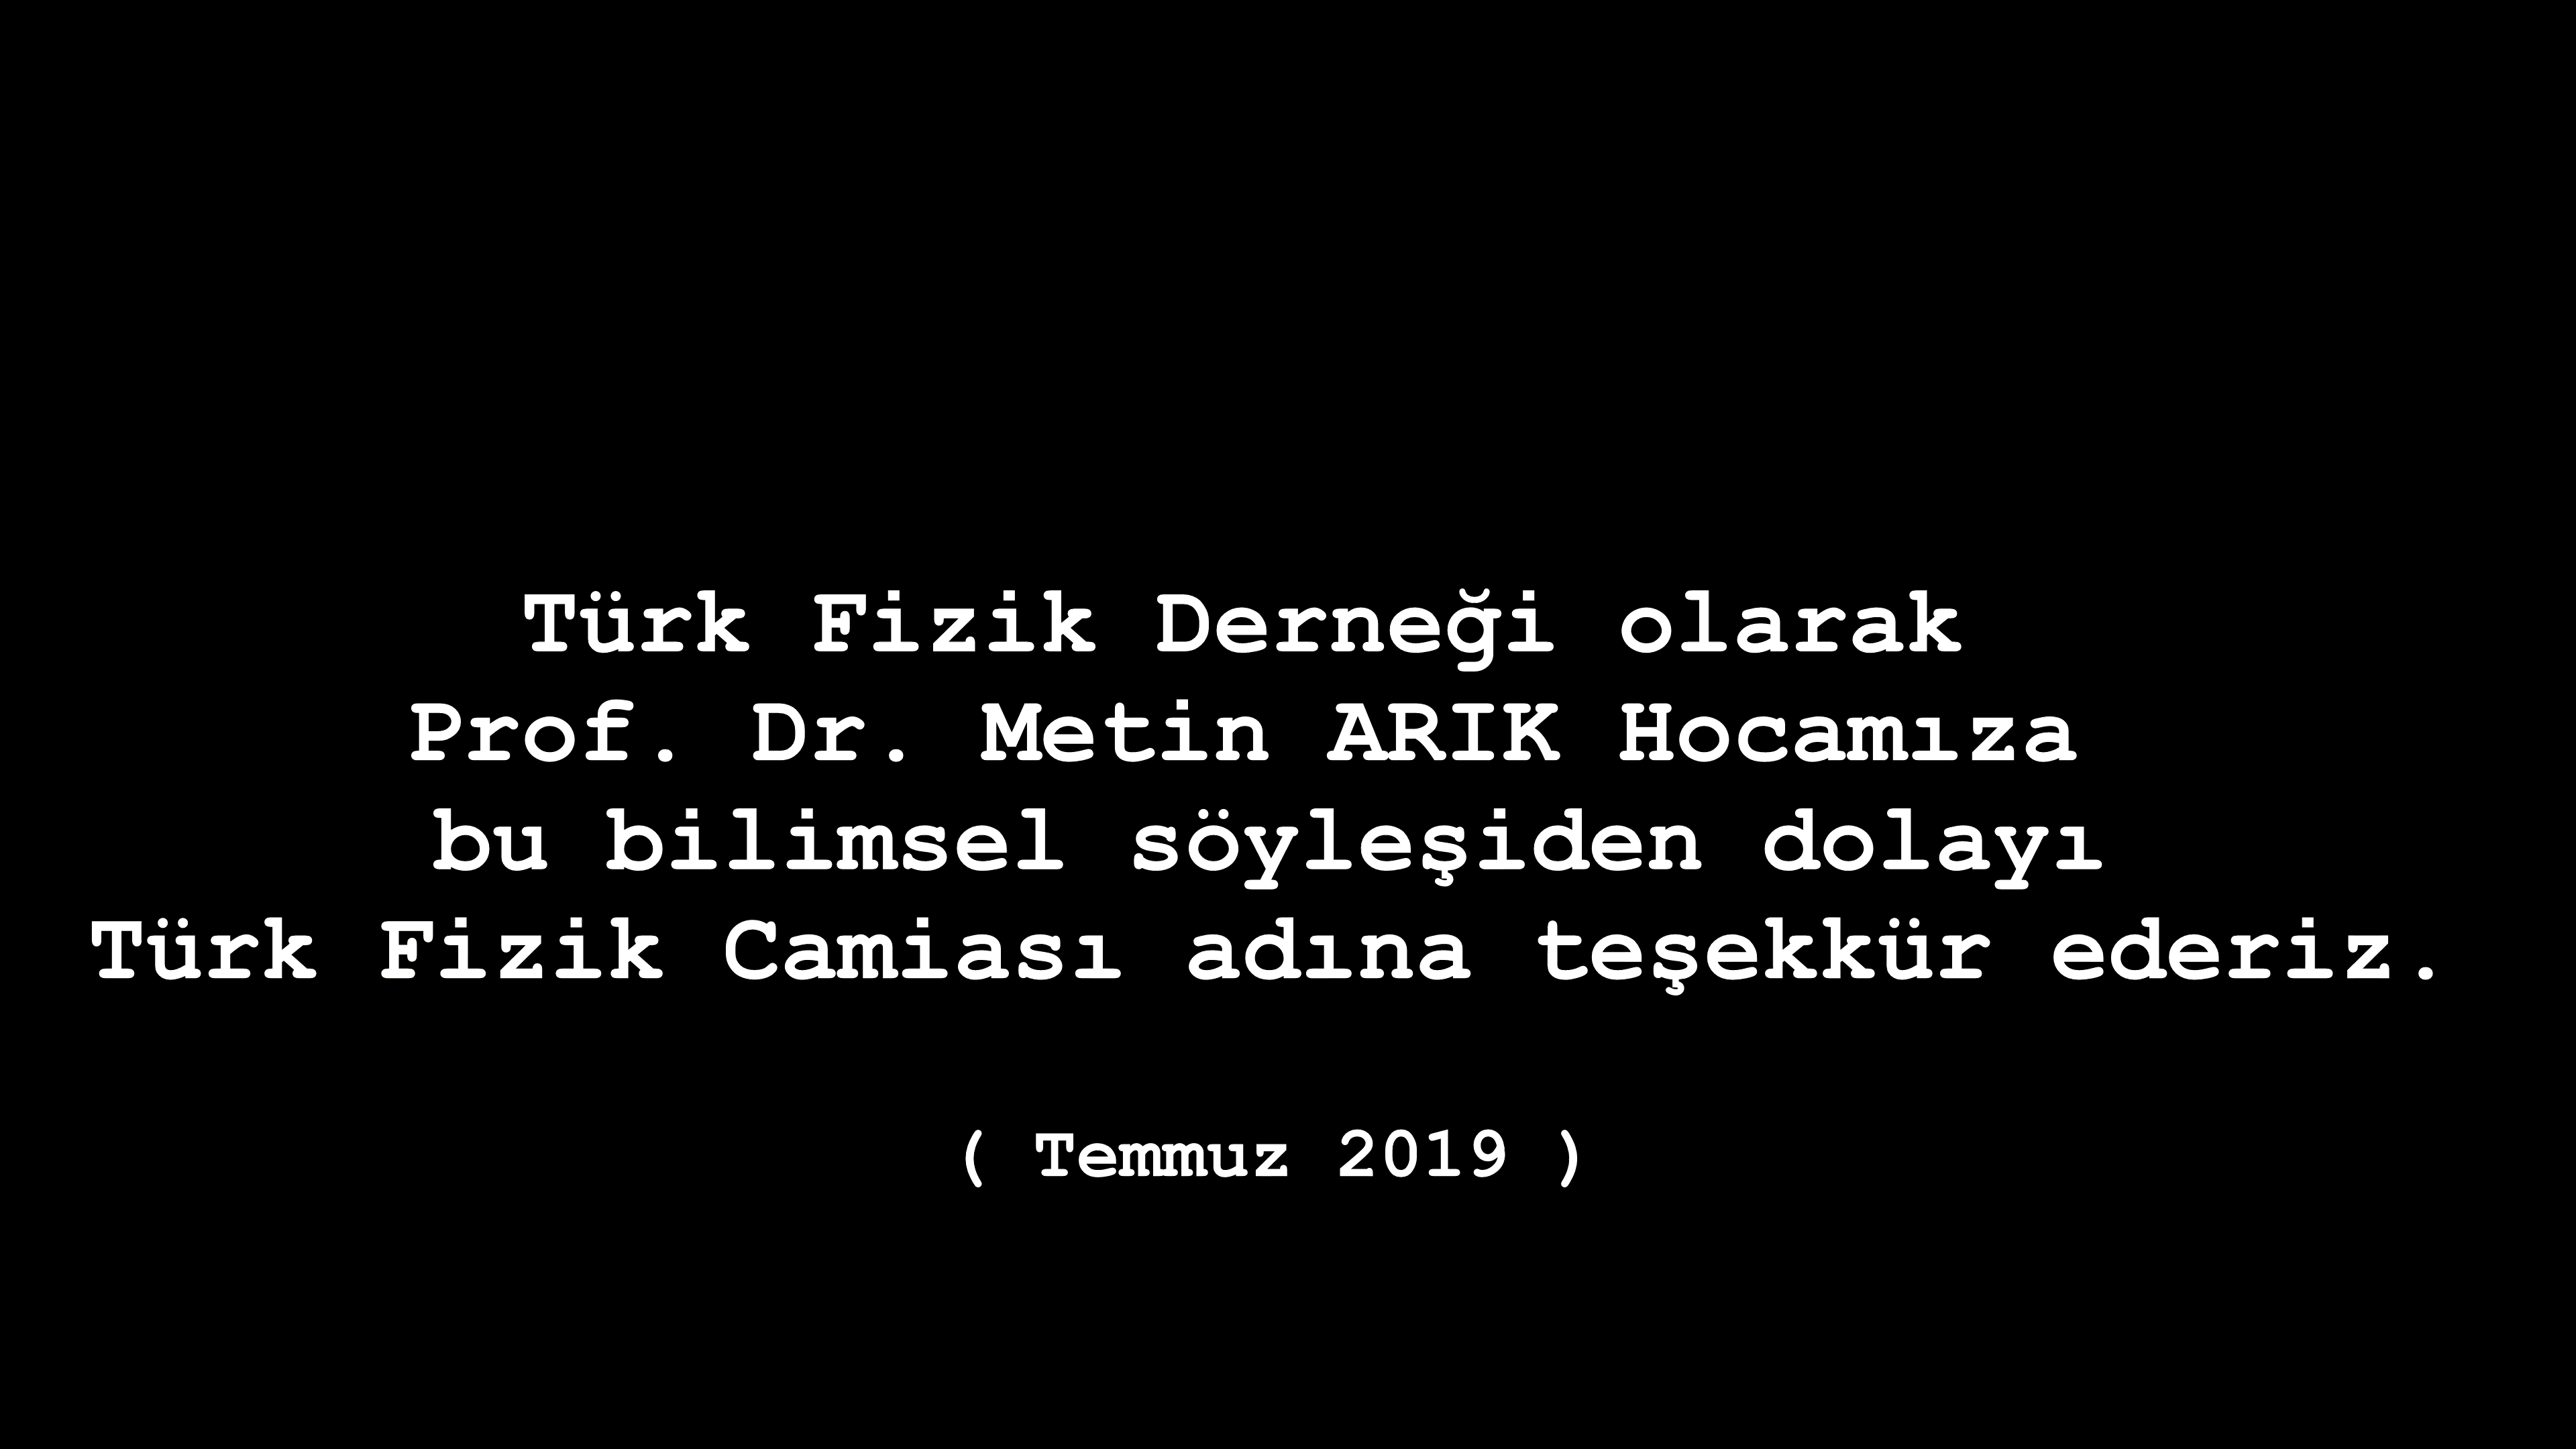 Türk Fizik Derneği olarak
Prof. Dr. Metin ARIK Hocamıza
bu bilimsel söyleşiden dolayı
Türk Fizik Camiası adına teşekkür ederiz.
( Temmuz 2019 )